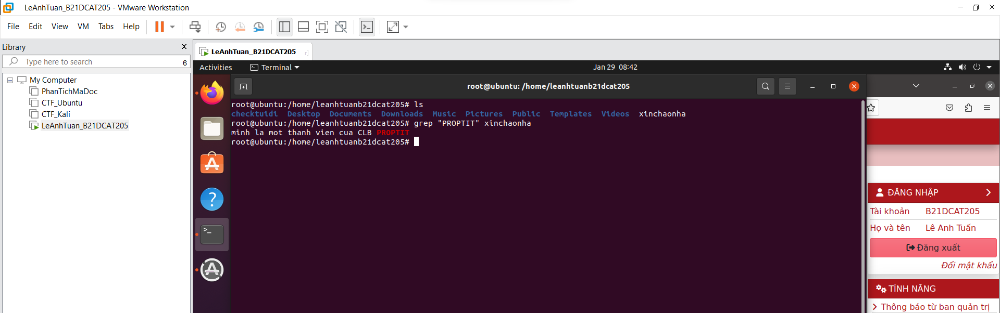 LeAnhTuan_B21DCAT205 - VMware Workstation
File Edit View VM Tabs Help
Library
Type here to search
6
My Computer
PhanTichMaDoc
CTF_Ubuntu
CTF_Kali
LeAnhTuan_B21DCAT205
LeAnhTuan_B21DCAT205
Activities Terminal Jan 29 08:42
root@ubuntu: /home/leanhtuanb21dcat205
root@ubuntu:/home/leanhtuanb21dcat205# ls
checktuidi Desktop Documents Downloads Music Pictures Public Templates Videos xinchaonha
root@ubuntu:/home/leanhtuanb21dcat205# grep "PROPTIT" xinchaonha
minh la mot thanh vien cua CLB PROPTIT
root@ubuntu:/home/leanhtuanb21dcat205#
ĐĂNG NHẬP
Tài khoản B21DCAT205
Họ và tên Lê Anh Tuấn
Đăng xuất
Đổi mật khẩu
TÍNH NĂNG
Thông báo từ ban quản trị